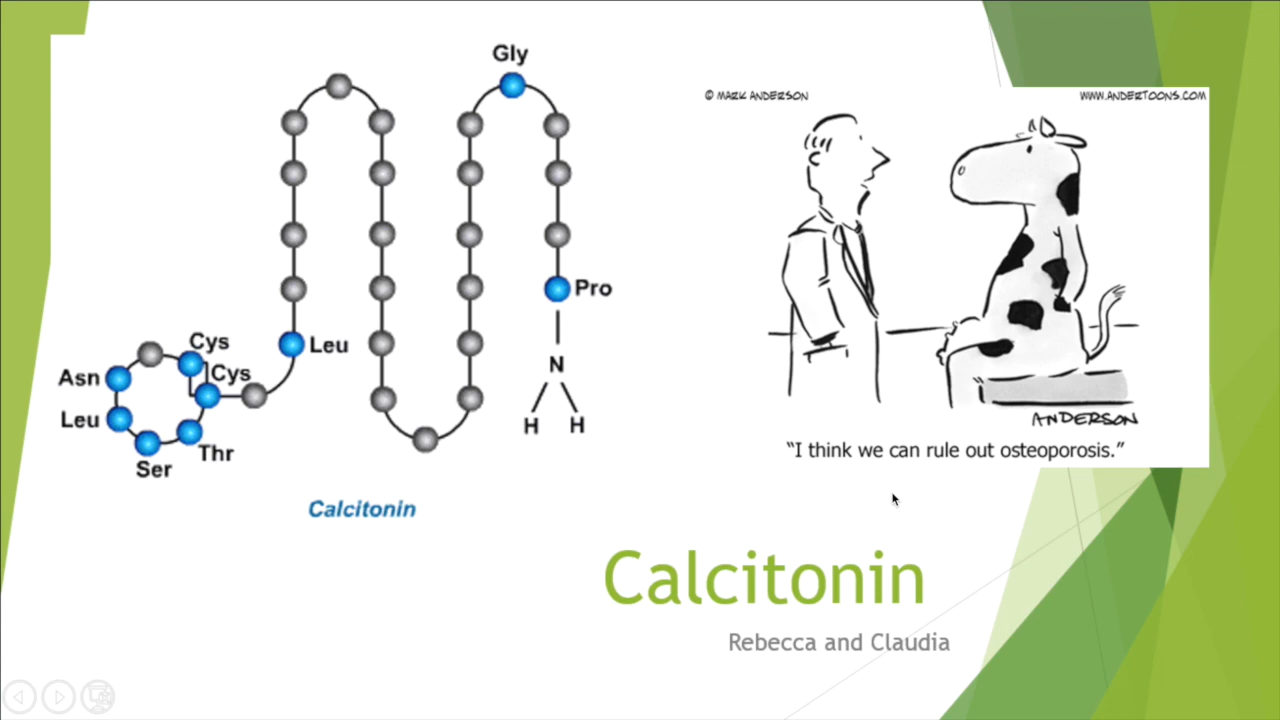 Gly
Pro
N
H H
Cys
Cys
Leu
Asn
Leu
Ser
Thr
Calcitonin
© MARK ANDERSON
WWW.ANDERTOONS.COM
ANDERSON
“I think we can rule out osteoporosis.”
Calcitonin
Rebecca and Claudia